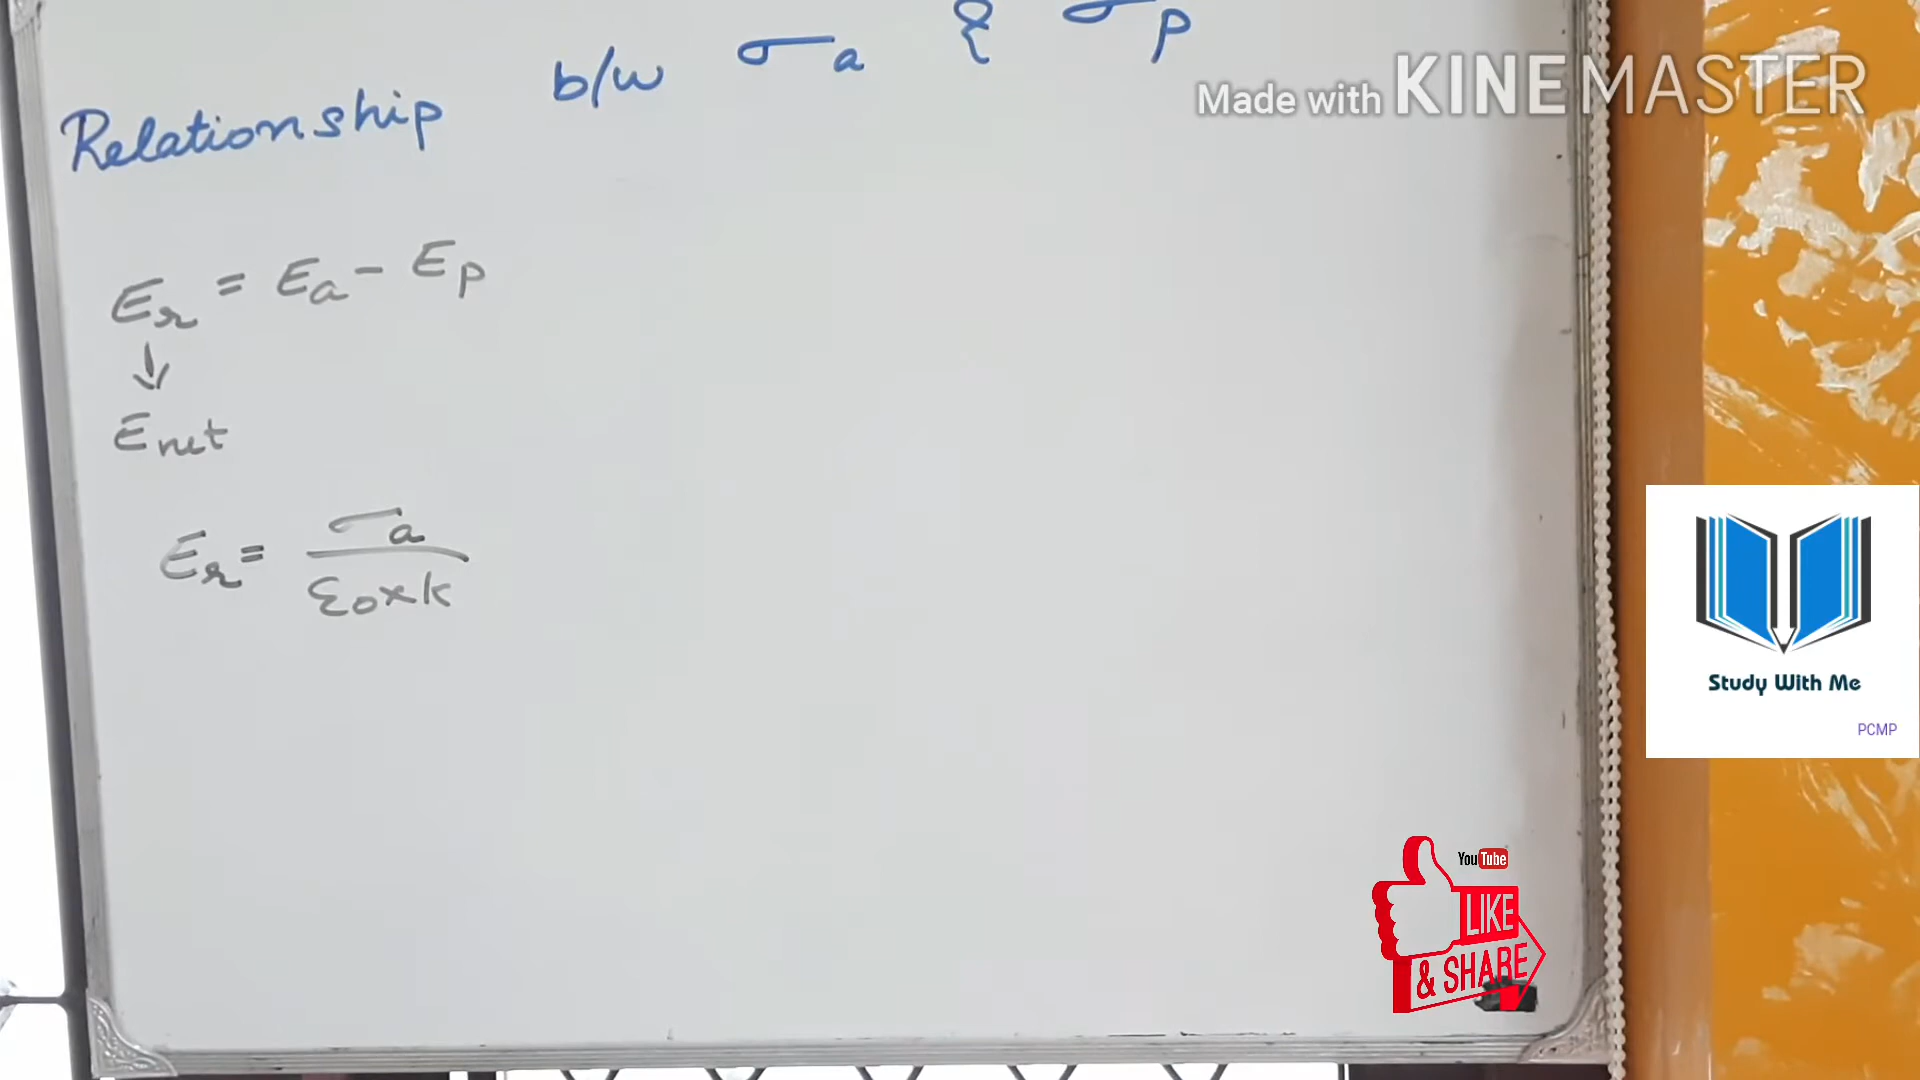 Relationship b/w σa & σp
Made with KINEMASTER
Er = Ea - Ep
↓
Enet
Er = σa
ε0×k
Study With Me
PCMP
YouTube
LIKE
& SHARE